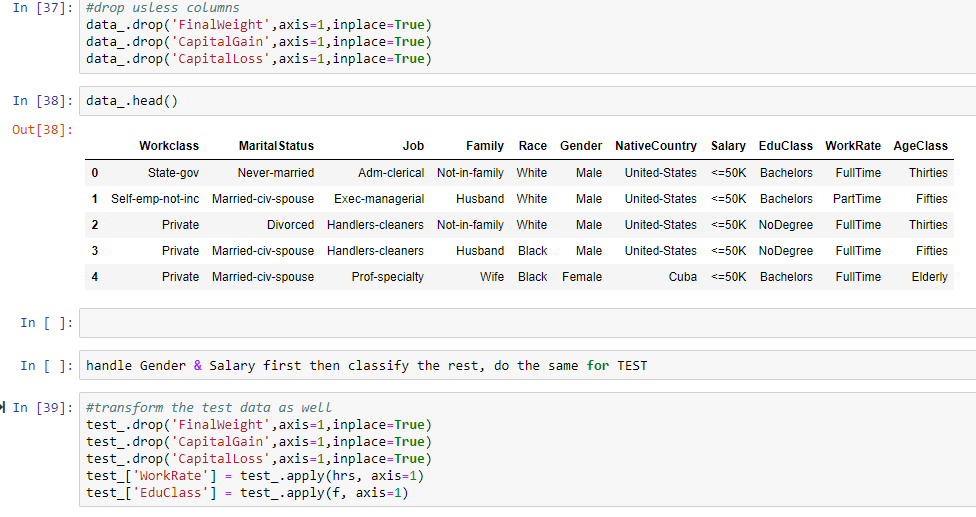 In [37]: #drop usless columns
data_.drop('FinalWeight',axis=1,inplace=True)
data_.drop('CapitalGain',axis=1,inplace=True)
data_.drop('CapitalLoss',axis=1,inplace=True)
In [38]: data_.head()
Out[38]:
Workclass MaritalStatus Job Family Race Gender NativeCountry Salary EduClass WorkRate AgeClass
0 State-gov Never-married Adm-clerical Not-in-family White Male United-States <=50K Bachelors FullTime Thirties
1 Self-emp-not-inc Married-civ-spouse Exec-managerial Husband White Male United-States <=50K Bachelors PartTime Fifties
2 Private Divorced Handlers-cleaners Not-in-family White Male United-States <=50K NoDegree FullTime Thirties
3 Private Married-civ-spouse Handlers-cleaners Husband Black Male United-States <=50K NoDegree FullTime Fifties
4 Private Married-civ-spouse Prof-specialty Wife Black Female Cuba <=50K Bachelors FullTime Elderly
In [ ]:
In [ ]: handle Gender & Salary first then classify the rest, do the same for TEST
In [39]: #transform the test data as well
test_.drop('FinalWeight',axis=1,inplace=True)
test_.drop('CapitalGain',axis=1,inplace=True)
test_.drop('CapitalLoss',axis=1,inplace=True)
test_['WorkRate'] = test_.apply(hrs, axis=1)
test_['EduClass'] = test_.apply(f, axis=1)